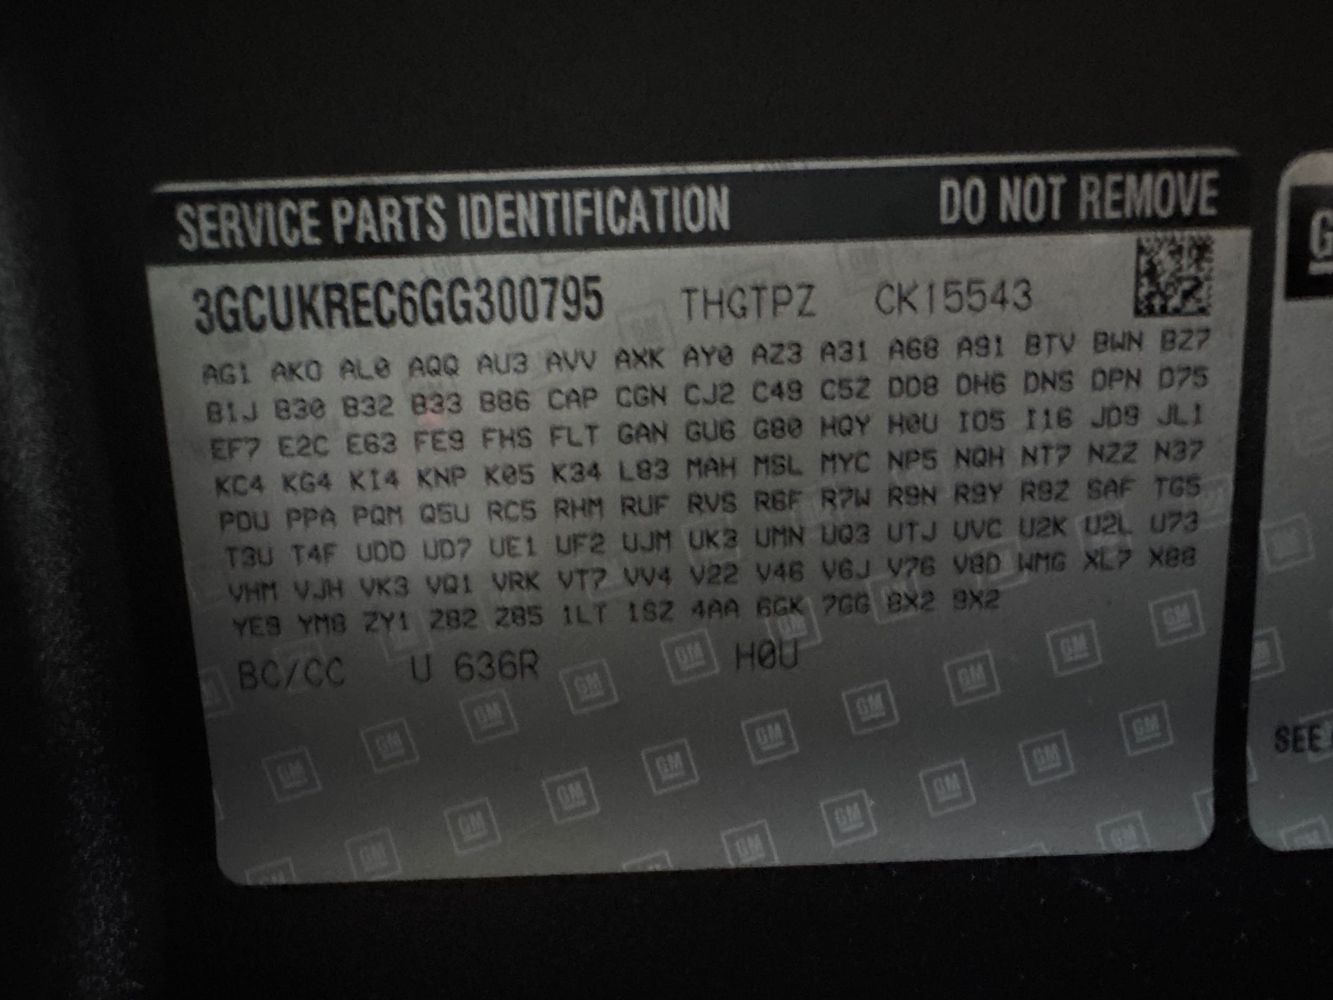 SERVICE PARTS IDENTIFICATION DO NOT REMOVE
3GCUKREC6GG300795 THGTPZ CK15543
AG1 AKO AL0 AQQ AU3 AVV AXK AY0 AZ3 A31 A68 A91 BTV BWN BZ7
B1J B30 B32 B33 B86 CAP CGN CJ2 C49 C5Z DD8 DH6 DNS DPN D75
EF7 E2C E63 FE9 FHS FLT GAN GU6 G80 HQY H0U IO5 I16 JD9 JL1
KC4 KG4 KI4 KNP K05 K34 L83 MAH MSL MYC NP5 NQH NT7 NZZ N37
PDU PPA PQM Q5U RC5 RHM RUF RVS R6F R7W R9N R9Y R9Z SAF TG5
T3U T4F UDD UD7 UE1 UF2 UJM UK3 UMN UQ3 UTJ UVC U2K U2L U73
VHM VJH VK3 VQ1 VRK VT7 VV4 V22 V46 V6J V76 V8D WMG XL7 X88
YE9 YM8 ZY1 Z82 Z85 1LT 1SZ 4AA 6GK 7GG 8X2 9X2
BC/CC U 636R H0U
SEE